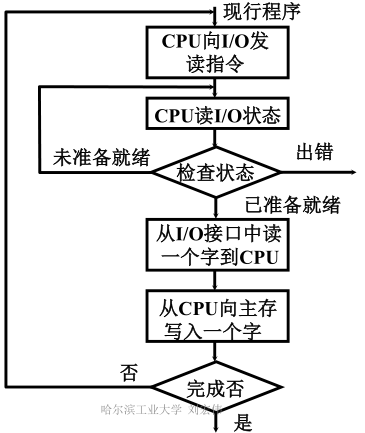 现行程序
CPU向I/O发
读指令
CPU读I/O状态
未准备就绪
检查状态
出错
已准备就绪
从I/O接口中读
一个字到CPU
从CPU向主存
写入一个字
否
完成否
哈尔滨工业大学 刘宏伟
是